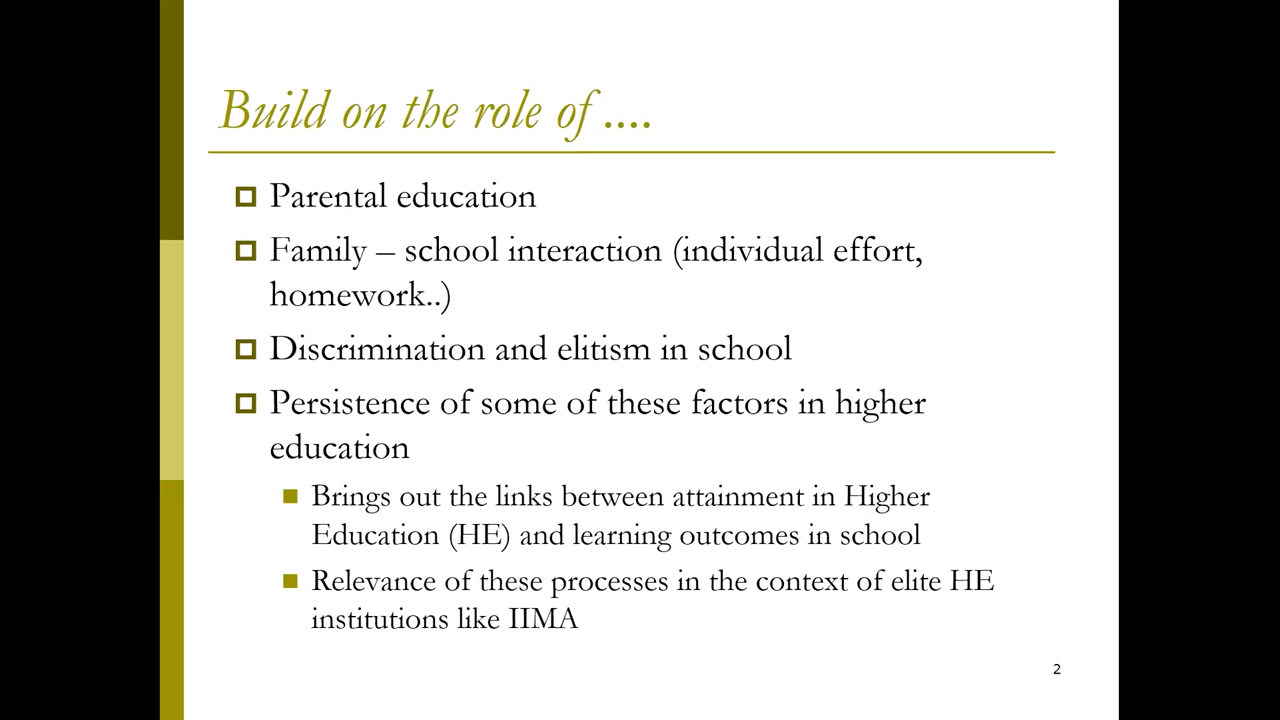 Build on the role of ....
Parental education
Family – school interaction (individual effort,
homework..)
Discrimination and elitism in school
Persistence of some of these factors in higher
education
Brings out the links between attainment in Higher
Education (HE) and learning outcomes in school
Relevance of these processes in the context of elite HE
institutions like IIMA
2